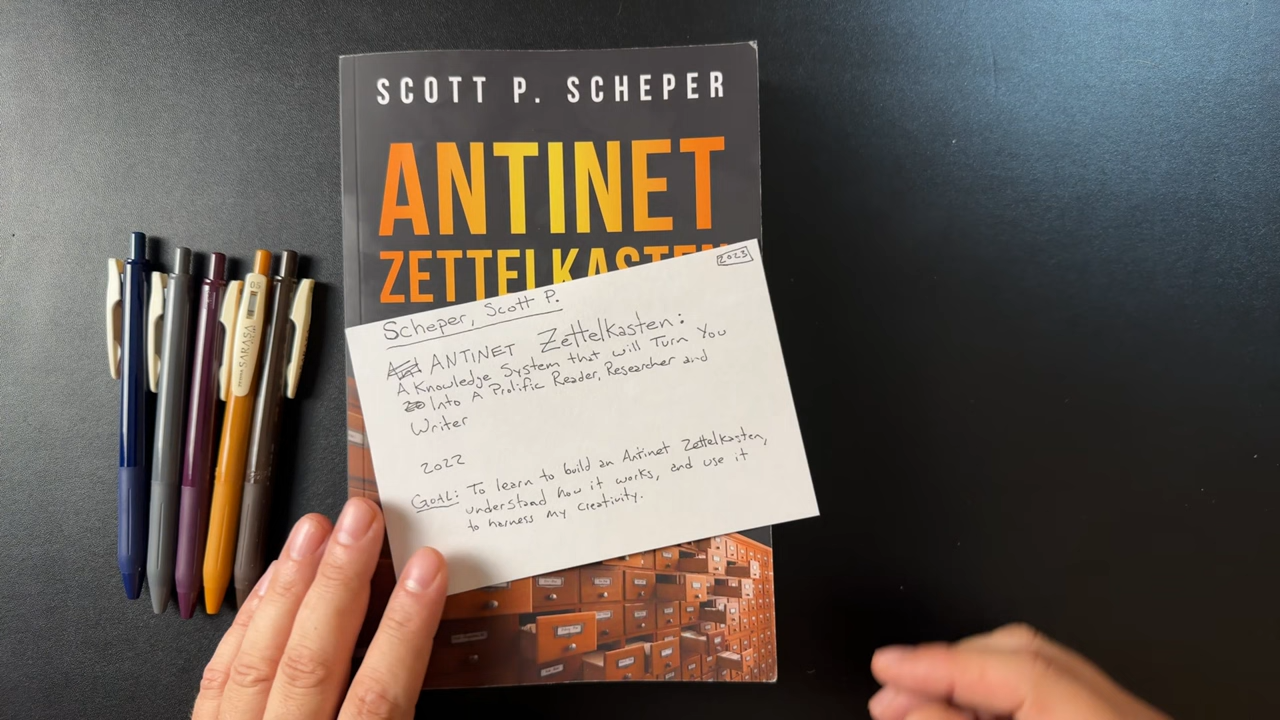 SCOTT P. SCHEPER
ANTINET
ZETTELKASTEN
2023
Scheper, Scott P.
ANTINET Zettelkasten:
A Knowledge System that will Turn You
Into A Prolific Reader, Researcher and
Writer
2022
GOAL: To learn to build an Antinet Zettelkasten,
understand how it works, and use it
to harness my creativity.
05
SARASA